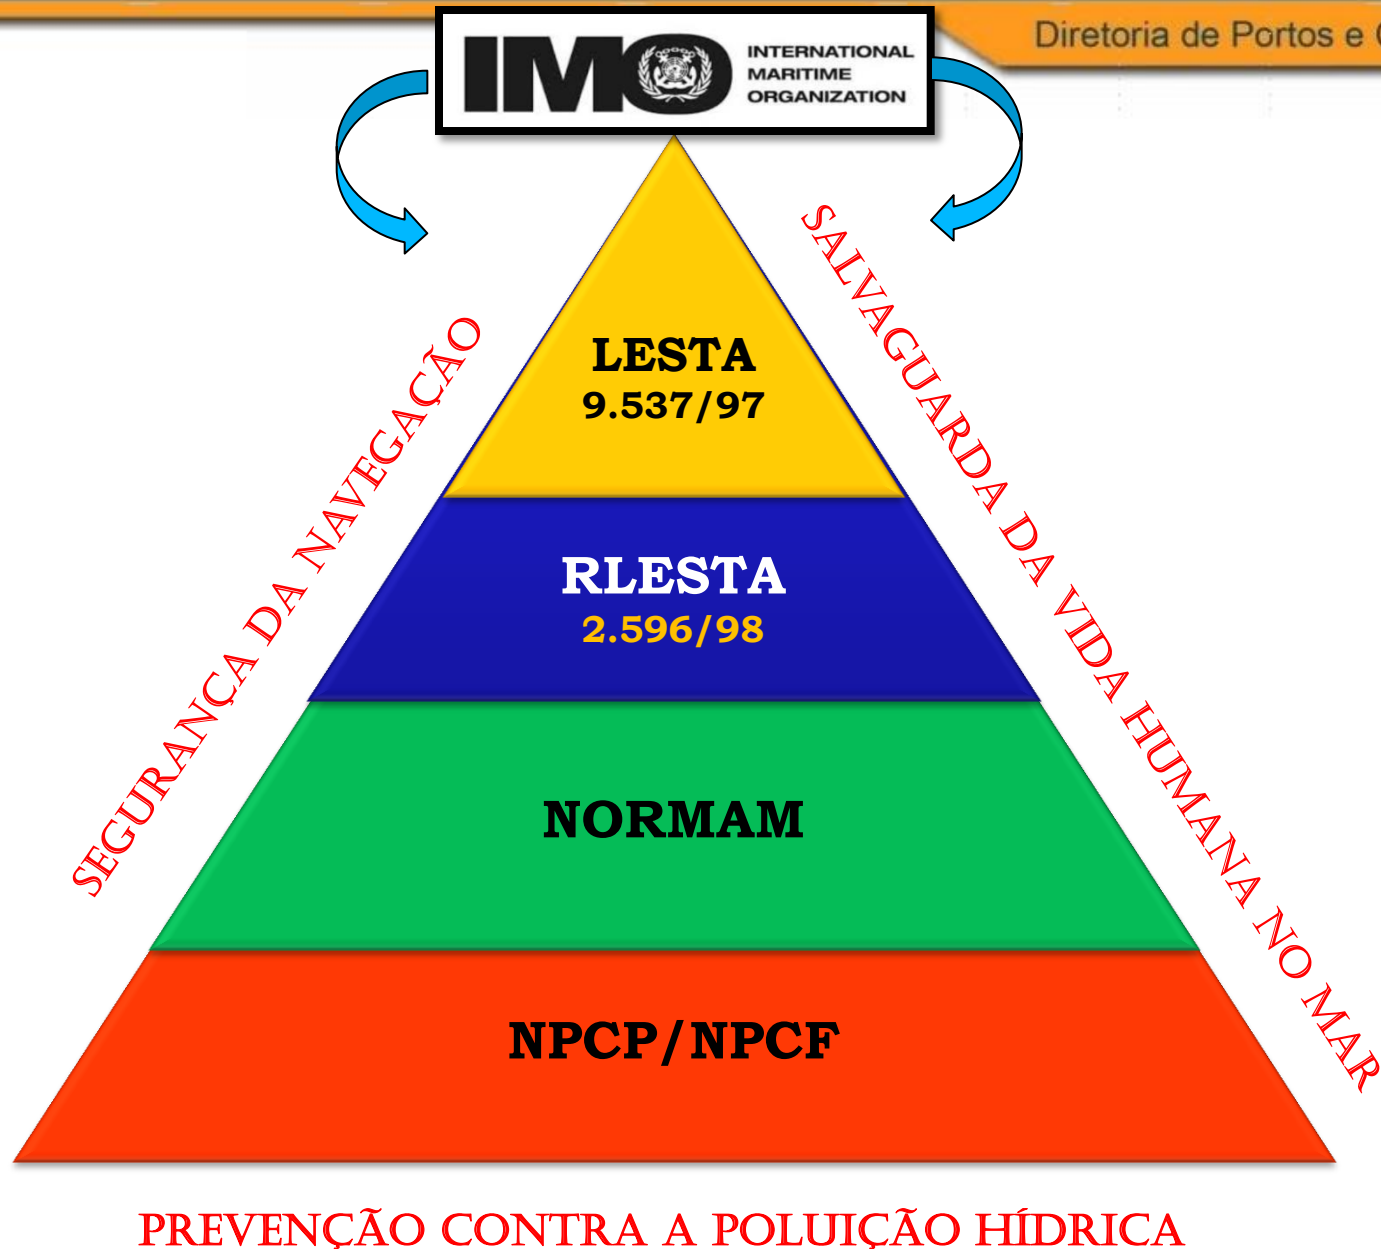 Diretoria de Portos e
IMO
INTERNATIONAL
MARITIME
ORGANIZATION
SEGURANÇA DA NAVEGAÇÃO
SALVAGUARDA DA VIDA HUMANA NO MAR
LESTA
9.537/97
RLESTA
2.596/98
NORMAM
NPCP/NPCF
PREVENÇÃO CONTRA A POLUIÇÃO HÍDRICA